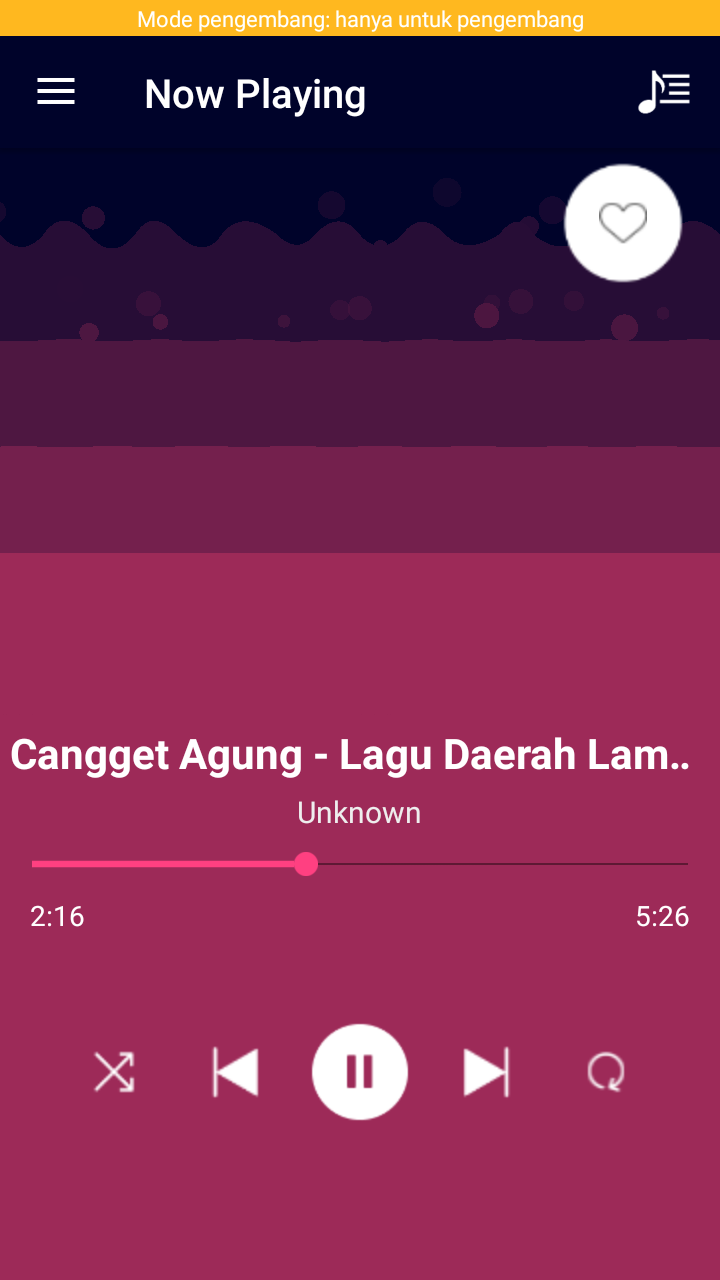 Mode pengembang: hanya untuk pengembang
Now Playing
Cangget Agung - Lagu Daerah Lam..
Unknown
2:16
5:26